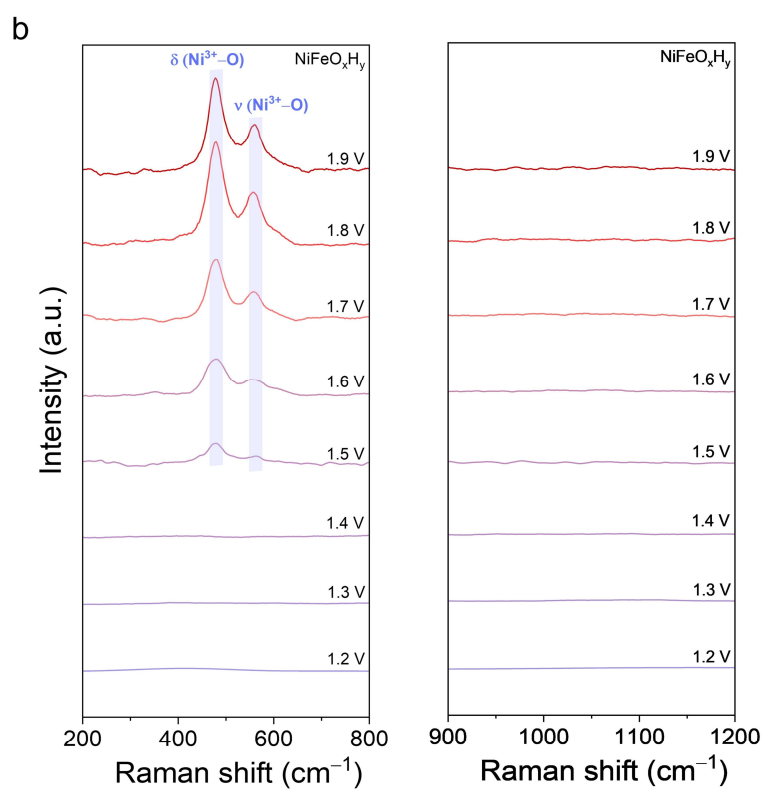 b
NiFeOₓHᵧ
δ (Ni³⁺–O)
ν (Ni³⁺–O)
1.9 V
1.8 V
1.7 V
1.6 V
1.5 V
1.4 V
1.3 V
1.2 V
Intensity (a.u.)
200 400 600 800
Raman shift (cm⁻¹)
NiFeOₓHᵧ
1.9 V
1.8 V
1.7 V
1.6 V
1.5 V
1.4 V
1.3 V
1.2 V
900 1000 1100 1200
Raman shift (cm⁻¹)